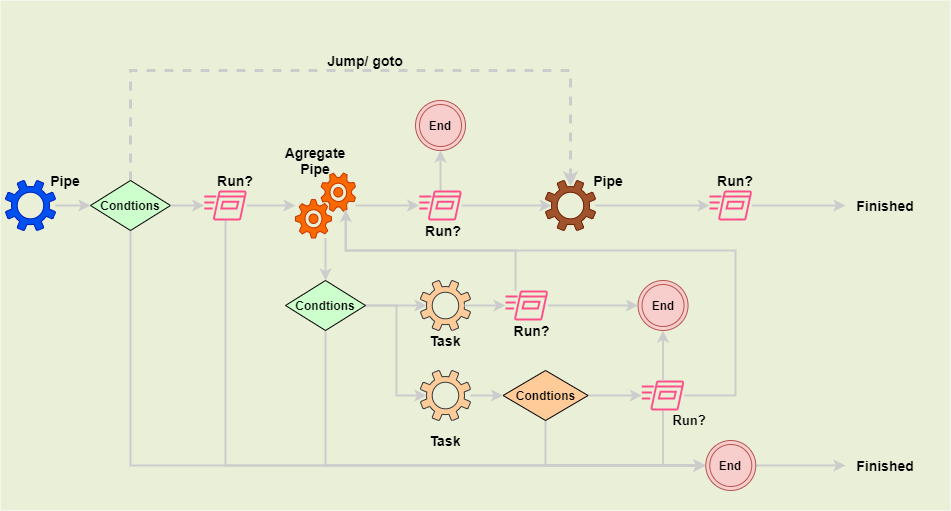 Jump/ goto
End
Agregate
Pipe
Pipe
Run?
Pipe
Run?
Condtions
Finished
Run?
Condtions
End
Run?
Task
Condtions
Run?
Task
End
Finished